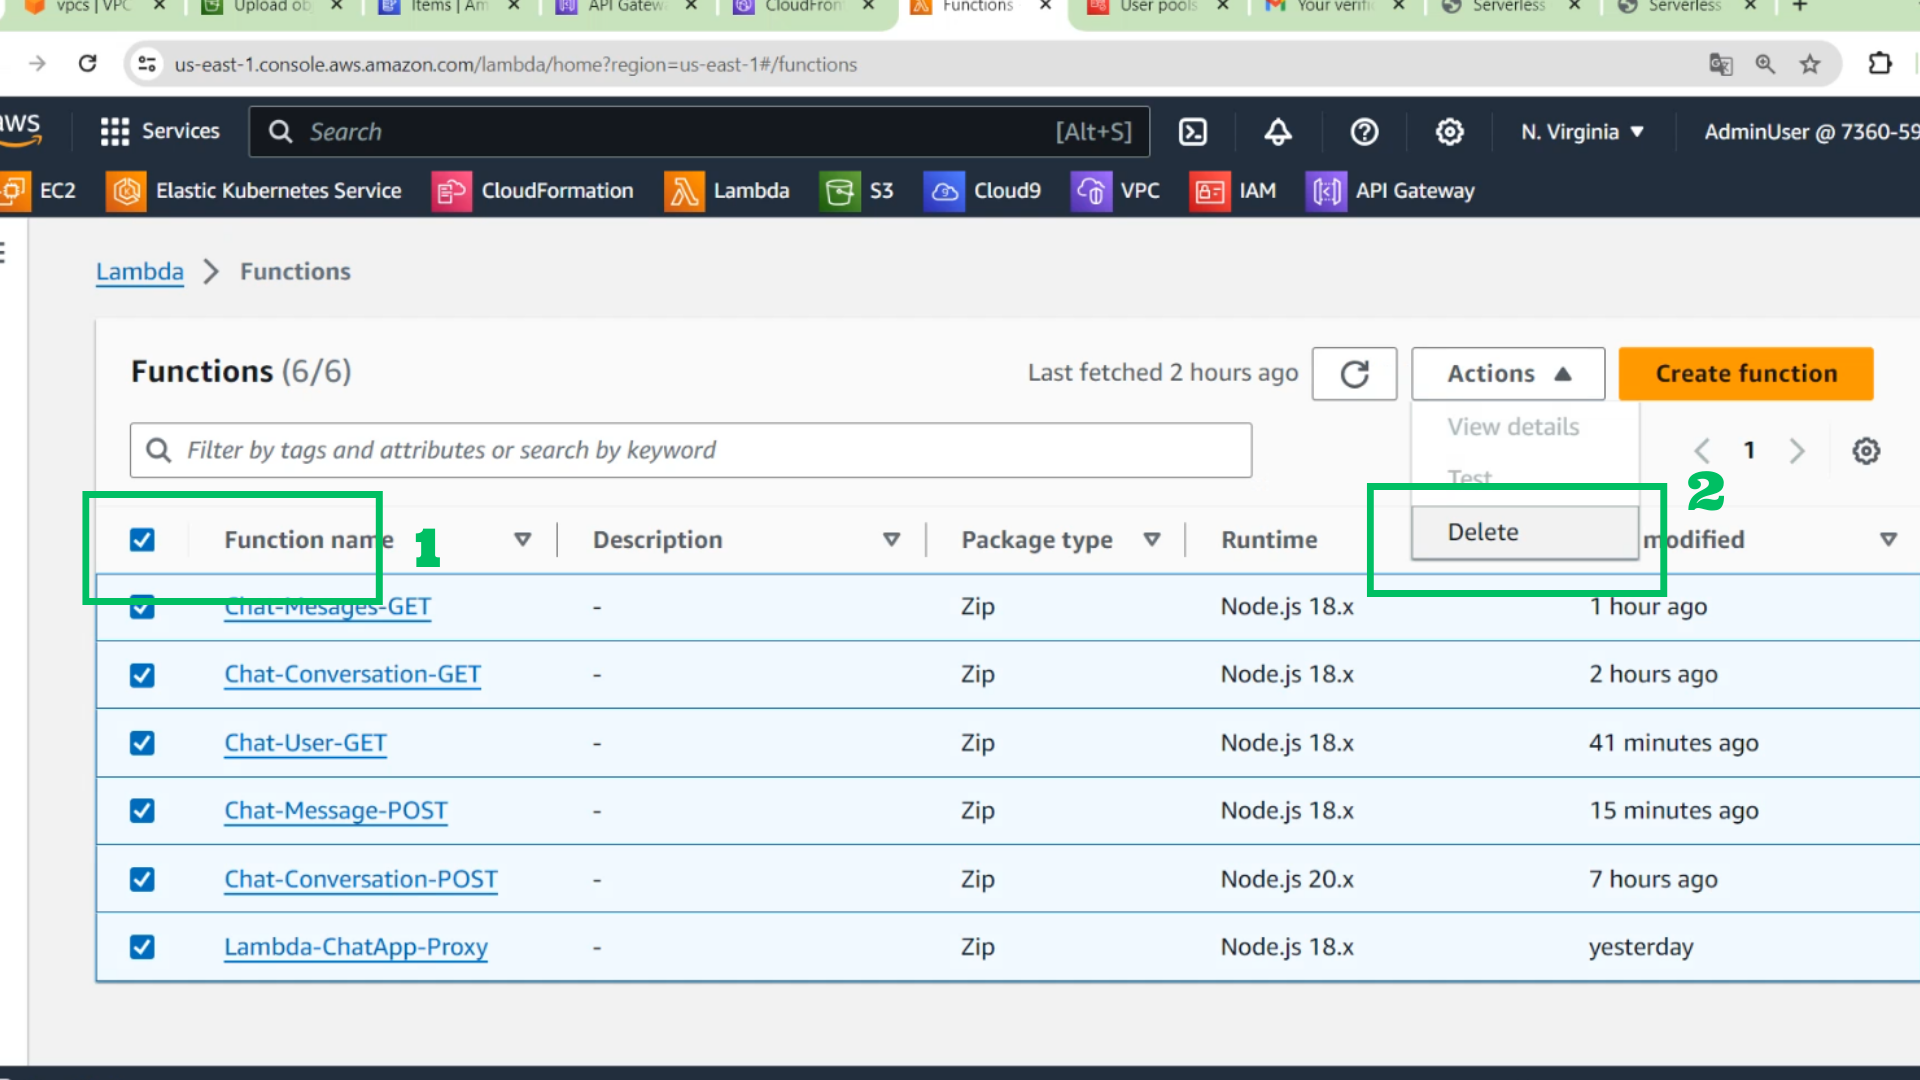 vpcs | VPC
Upload ob
Items | Am
API Gatew
CloudFron
Functions
User pools
Your verifi
Serverless
Serverless
us-east-1.console.aws.amazon.com/lambda/home?region=us-east-1#/functions
aws
Services
Search
[Alt+S]
N. Virginia
AdminUser @ 7360-59
EC2
Elastic Kubernetes Service
CloudFormation
Lambda
S3
Cloud9
VPC
IAM
API Gateway
Lambda
Functions
Functions (6/6)
Last fetched 2 hours ago
Actions
Create function
View details
Filter by tags and attributes or search by keyword
1
Test
2
Delete
Function name
1
Description
Package type
Runtime
modified
Chat-Mesages-GET - Zip Node.js 18.x 1 hour ago
Chat-Conversation-GET - Zip Node.js 18.x 2 hours ago
Chat-User-GET - Zip Node.js 18.x 41 minutes ago
Chat-Message-POST - Zip Node.js 18.x 15 minutes ago
Chat-Conversation-POST - Zip Node.js 20.x 7 hours ago
Lambda-ChatApp-Proxy - Zip Node.js 18.x yesterday